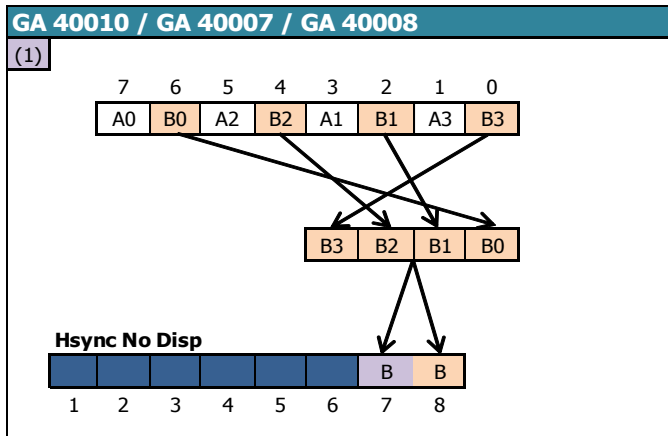 GA 40010 / GA 40007 / GA 40008
(1)
7 6 5 4 3 2 1 0
A0 B0 A2 B2 A1 B1 A3 B3
B3 B2 B1 B0
Hsync No Disp
B B
1 2 3 4 5 6 7 8